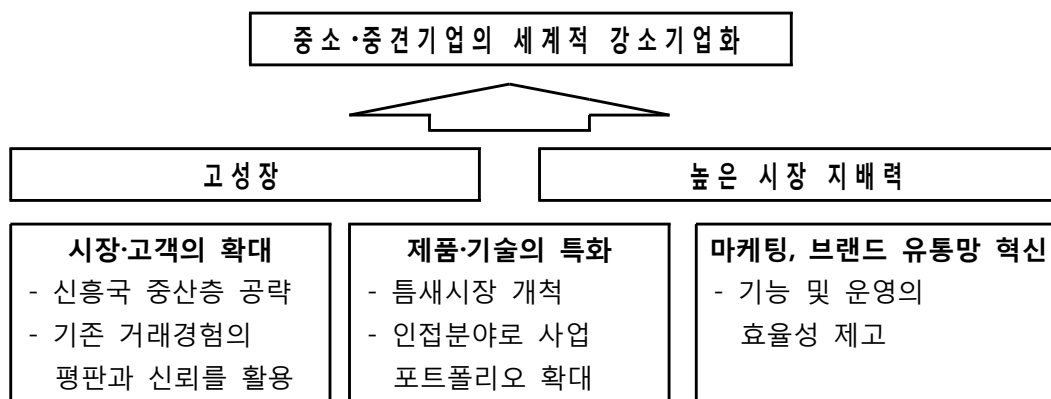 중소·중견기업의 세계적 강소기업화
고성장
높은 시장 지배력
시장·고객의 확대
- 신흥국 중산층 공략
- 기존 거래경험의
평판과 신뢰를 활용
제품·기술의 특화
- 틈새시장 개척
- 인접분야로 사업
포트폴리오 확대
마케팅, 브랜드 유통망 혁신
- 기능 및 운영의
효율성 제고